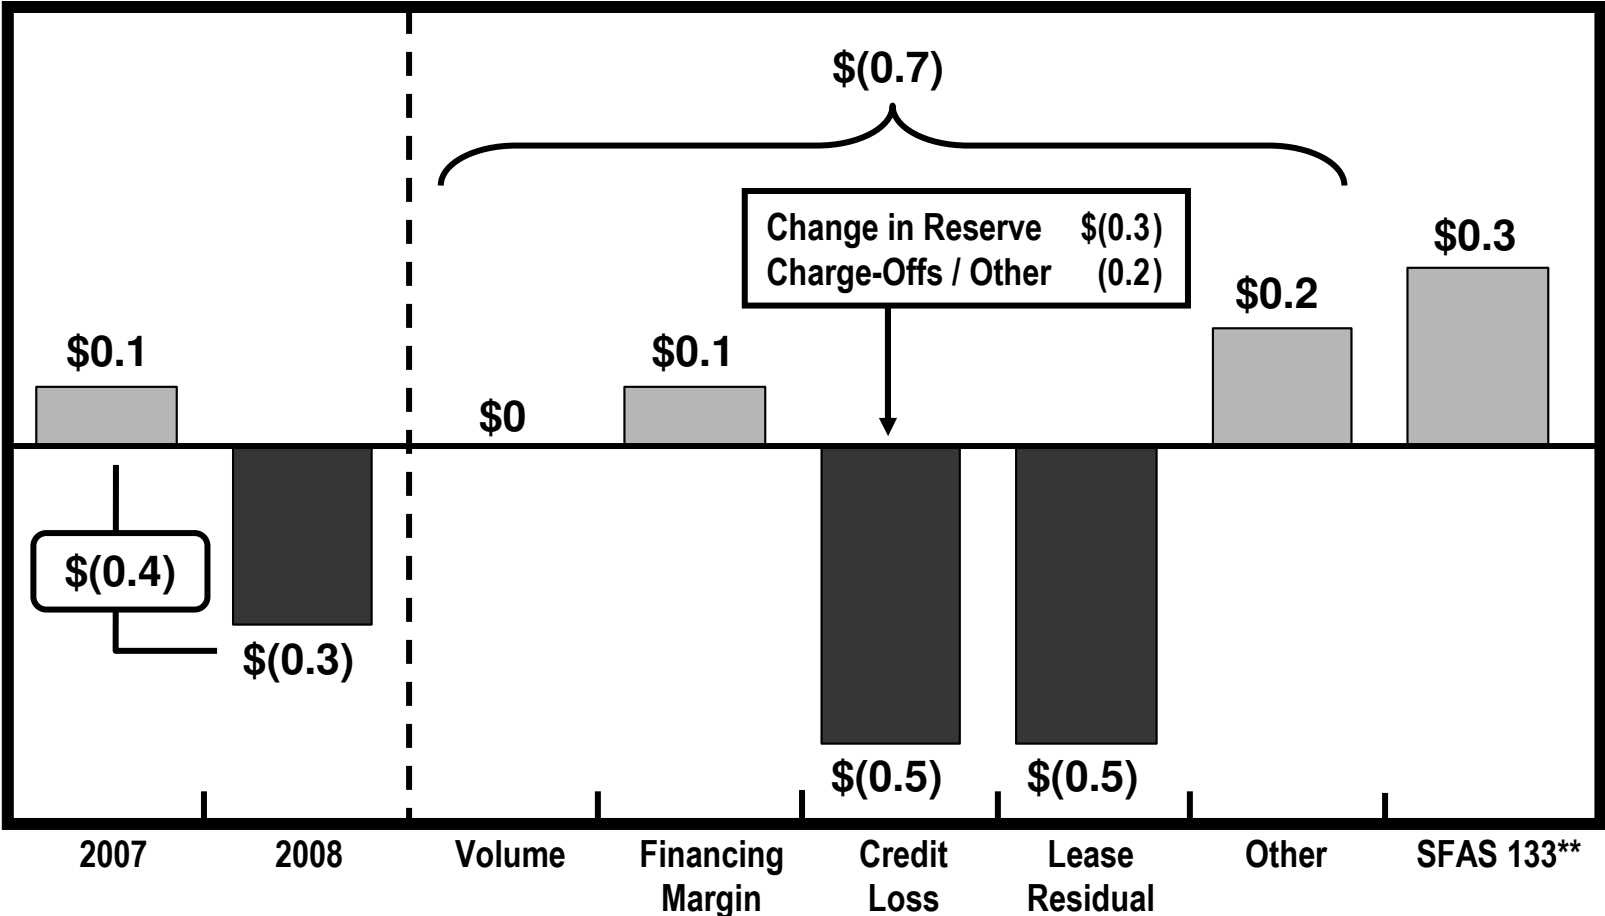 $(0.7)
Change in Reserve $(0.3)
Charge-Offs / Other (0.2)
$0.3
$0.2
$0.1
$0.1
$0
$(0.4)
$(0.3)
$(0.5)
$(0.5)
2007
2008
Volume
Financing
Margin
Credit
Loss
Lease
Residual
Other
SFAS 133**